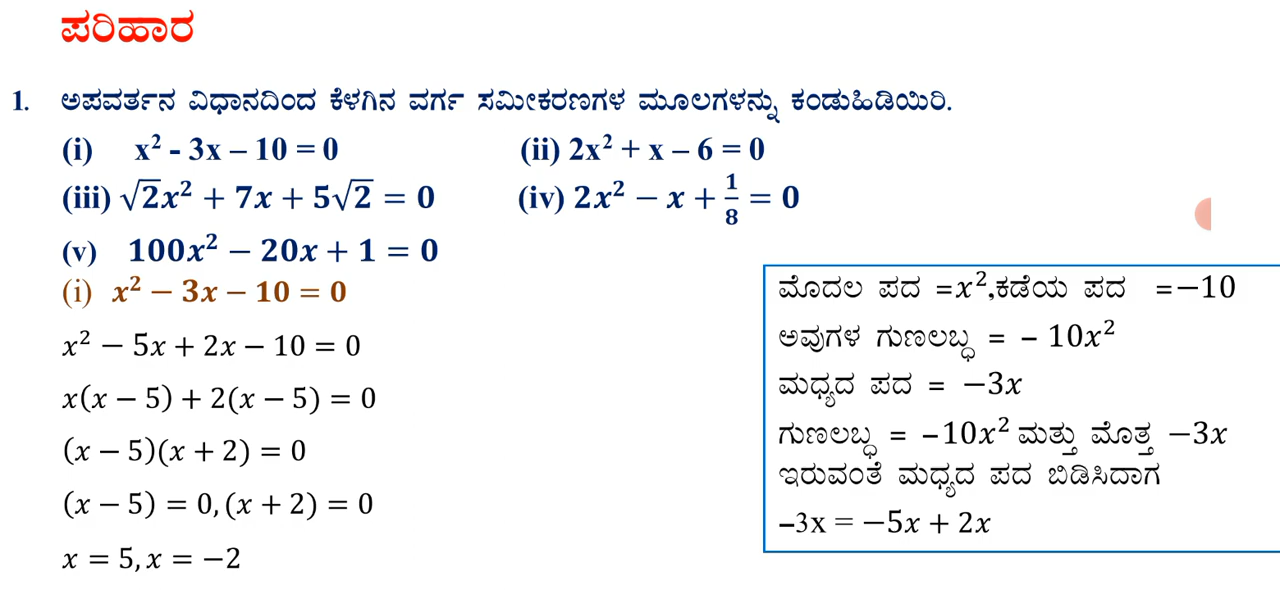 ಪರಿಹಾರ
1. ಅಪವರ್ತನ ವಿಧಾನದಿಂದ ಕೆಳಗಿನ ವರ್ಗ ಸಮೀಕರಣಗಳ ಮೂಲಗಳನ್ನು ಕಂಡುಹಿಡಿಯಿರಿ.
(i) x² - 3x – 10 = 0 (ii) 2x² + x – 6 = 0
(iii) √2x² + 7x + 5√2 = 0 (iv) 2x² − x + 1/8 = 0
(v) 100x² − 20x + 1 = 0
(i) x² − 3x − 10 = 0
x² − 5x + 2x − 10 = 0
x(x − 5) + 2(x − 5) = 0
(x − 5)(x + 2) = 0
(x − 5) = 0, (x + 2) = 0
x = 5, x = −2
ಮೊದಲ ಪದ =x²,ಕಡೆಯ ಪದ =−10
ಅವುಗಳ ಗುಣಲಬ್ಧ = – 10x²
ಮಧ್ಯದ ಪದ = −3x
ಗುಣಲಬ್ಧ = −10x² ಮತ್ತು ಮೊತ್ತ −3x
ಇರುವಂತೆ ಮಧ್ಯದ ಪದ ಬಿಡಿಸಿದಾಗ
–3x = −5x + 2x